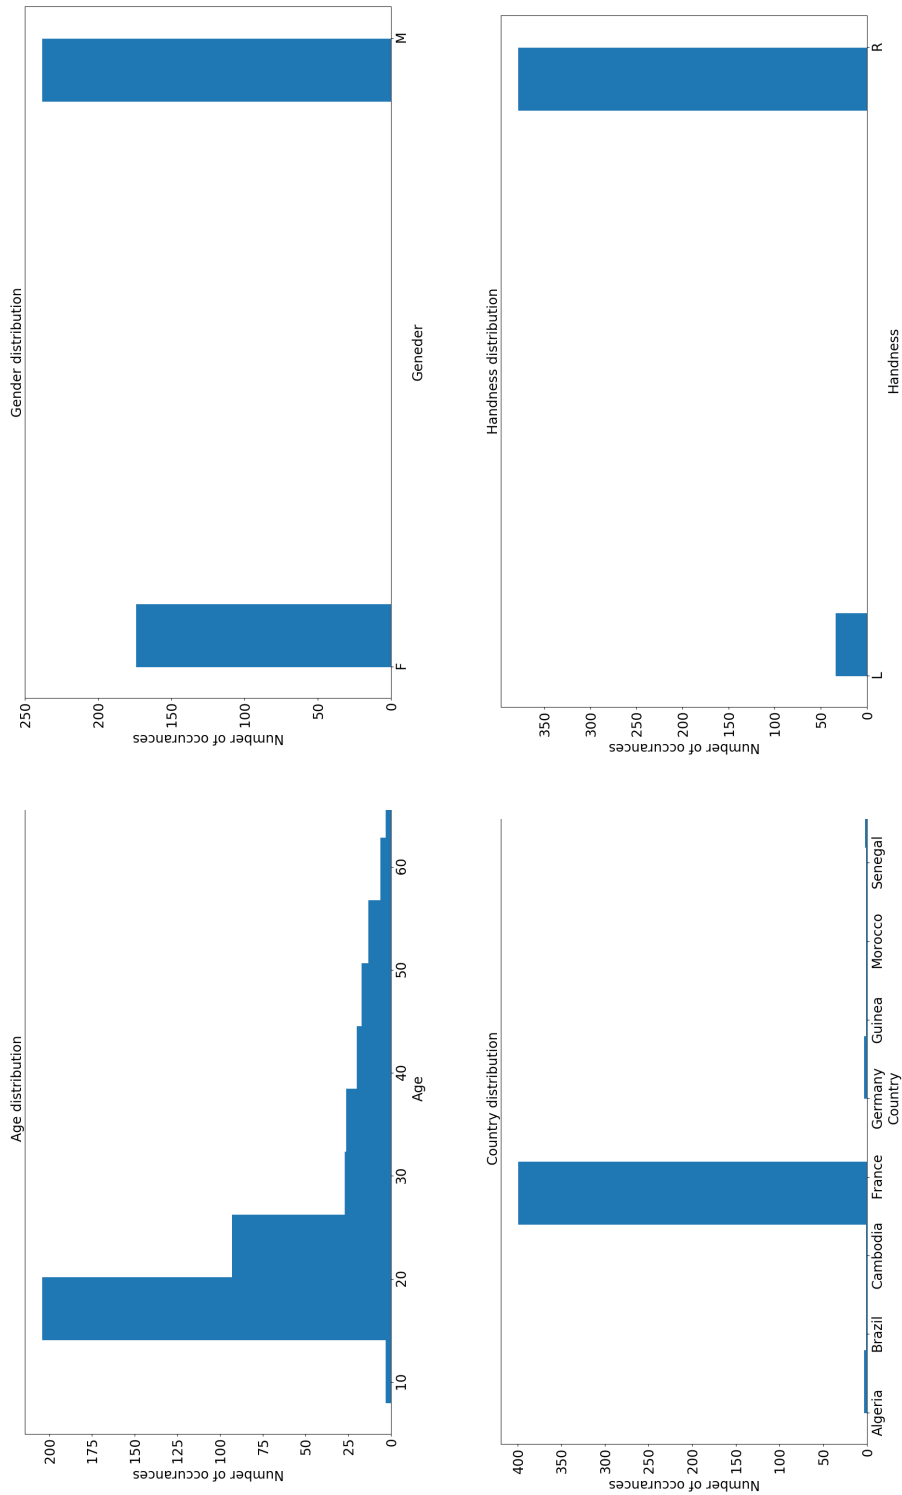 Age distribution
Number of occurances
200
175
150
125
100
75
50
25
0
10
20
30
40
50
60
Age
Gender distribution
Number of occurances
250
200
150
100
50
0
F
M
Geneder
Country distribution
Number of occurances
400
350
300
250
200
150
100
50
0
Algeria
Brazil
Cambodia
France
Germany
Guinea
Morocco
Senegal
Country
Handness distribution
Number of occurances
350
300
250
200
150
100
50
0
L
R
Handness